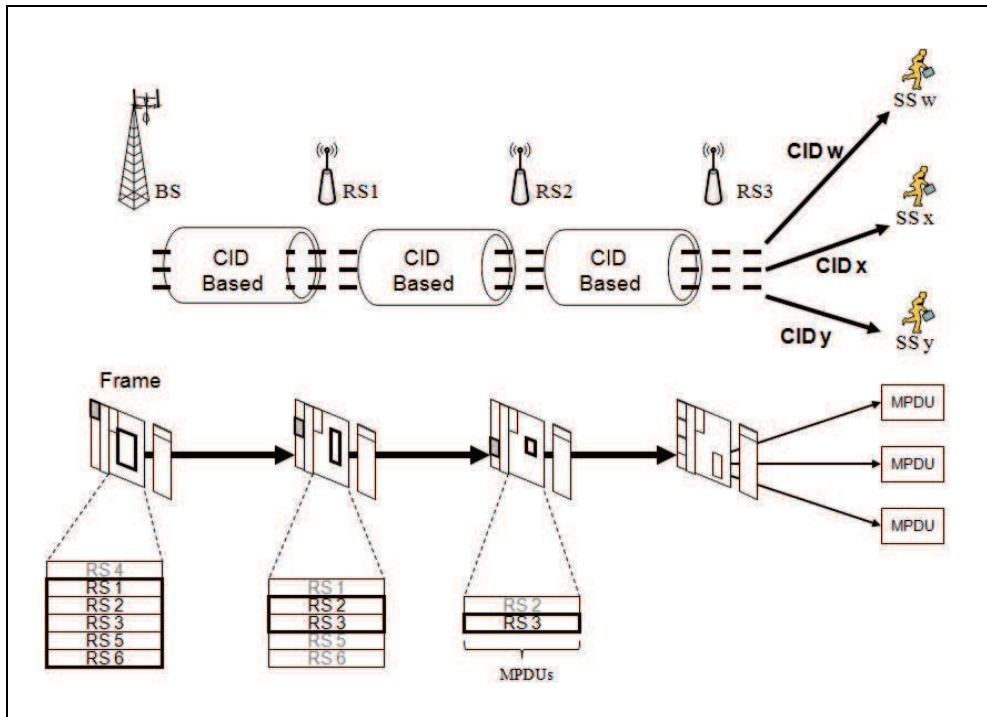 SS w
CID w
BS
RS1
RS2
RS3
SS x
CID
Based
CID
Based
CID
Based
CID x
CID y
SS y
Frame
MPDU
MPDU
MPDU
RS 4
RS 1
RS 2
RS 3
RS 5
RS 6
RS 1
RS 2
RS 3
RS 5
RS 6
RS 2
RS 3
MPDUs